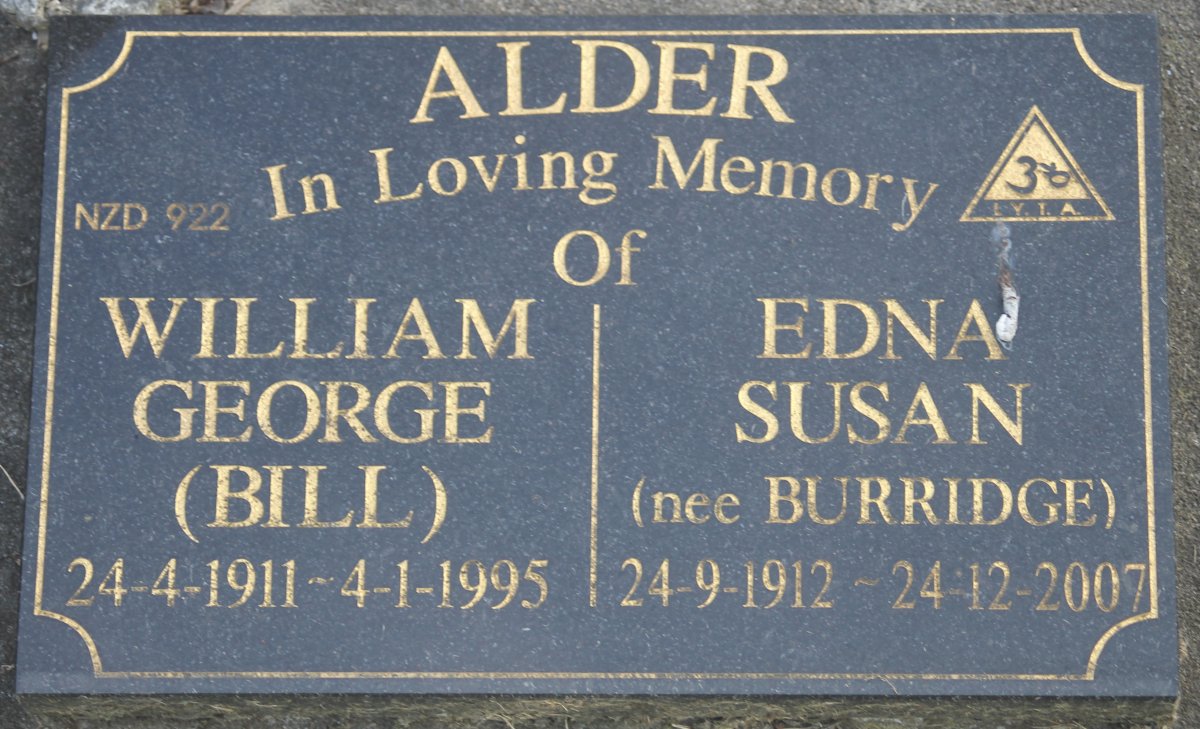 ALDER
In Loving Memory
NZD 922
Of
WILLIAM
GEORGE
(BILL)
24-4-1911 ~ 4-1-1995
EDNA
SUSAN
(nee BURRIDGE)
24-9-1912 ~ 24-12-2007
I.Y.T.A.